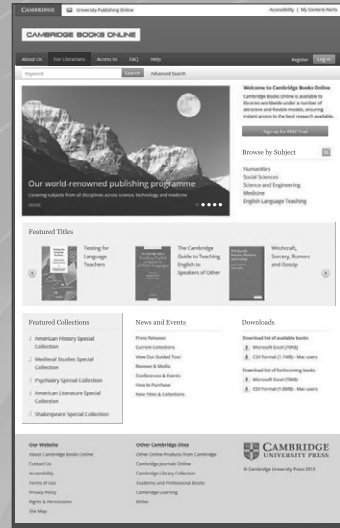 CAMBRIDGE University Publishing Online Accessibility | My Content Alerts
CAMBRIDGE BOOKS ONLINE
About Us For Librarians Access to FAQ Help Register Log in
Keyword Search Advanced Search
Welcome to Cambridge Books Online
Cambridge Books Online is available to
libraries worldwide under a number of
attractive and flexible models, ensuring
instant access to the best research available.
Sign up for FREE Trial
Our world-renowned publishing programme
Covering subjects from all disciplines across science, technology and medicine
MORE
Browse by Subject
Humanities
Social Sciences
Science and Engineering
Medicine
English Language Teaching
Featured Titles
Testing for
Language
Teachers
The Cambridge
Guide to Teaching
English to
Speakers of Other
Witchcraft,
Sorcery, Rumors
and Gossip
Featured Collections
American History Special
Collection
Medieval Studies Special
Collection
Psychiatry Special Collection
American Literature Special
Collection
Shakespeare Special Collection
News and Events
Press Releases
Current Collections
View Our Guided Tour
Reviews & Media
Conferences & Events
How to Purchase
New Titles & Collections
Downloads
Download list of available books
Microsoft Excel
CSV Format - Mac users
Download list of forthcoming books
Microsoft Excel
CSV Format - Mac users
Our Website
About Cambridge Books Online
Contact Us
Accessibility
Terms of Use
Privacy Policy
Rights & Permissions
Site Map
Other Cambridge Sites
Other Online Products from Cambridge
Cambridge Journals Online
Cambridge Library Collection
Academic and Professional Books
Cambridge Learning
Bibles
CAMBRIDGE
UNIVERSITY PRESS
© Cambridge University Press 2012